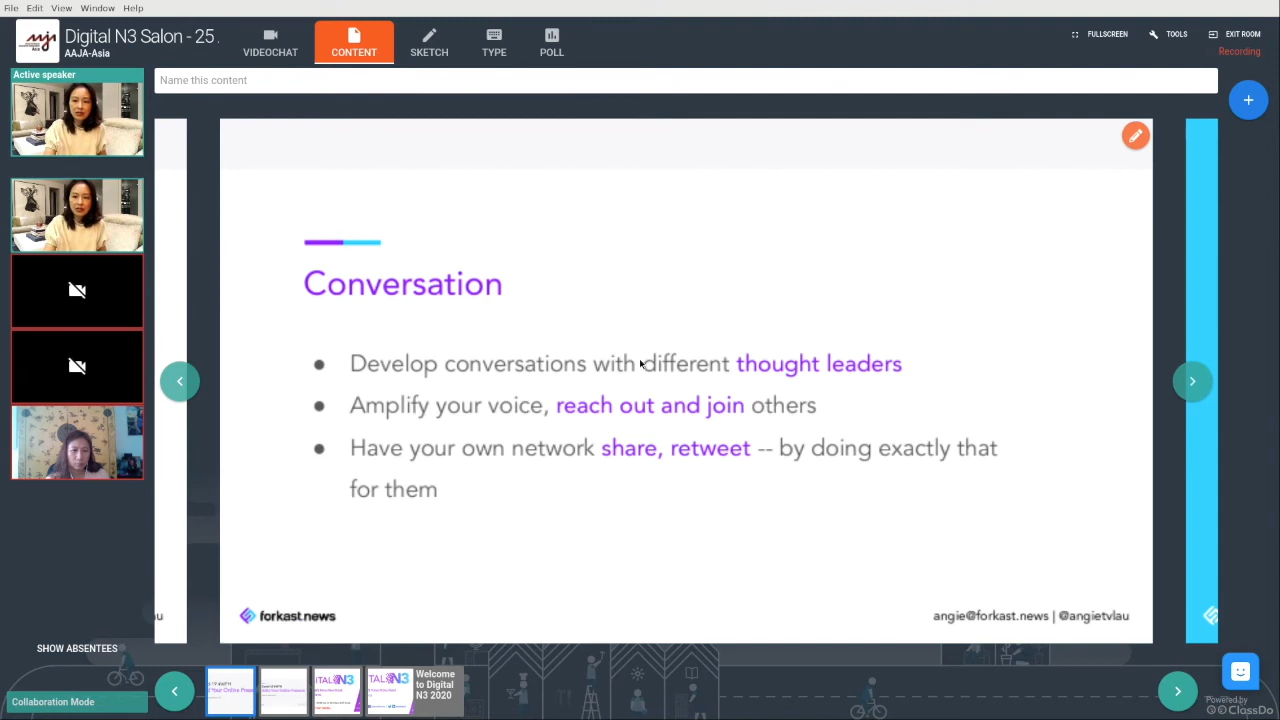 File Edit View Window Help
Digital N3 Salon - 25 .
AAJA-Asia
VIDEOCHAT
CONTENT
SKETCH
TYPE
POLL
FULLSCREEN
TOOLS
EXIT ROOM
Recording
Active speaker
Name this content
Conversation
● Develop conversations with different thought leaders
● Amplify your voice, reach out and join others
● Have your own network share, retweet -- by doing exactly that
for them
forkast.news
angie@forkast.news | @angietvlau
SHOW ABSENTEES
Collaboration Mode
Welcome
to Digital
N3 2020
Powered by
ClassDo